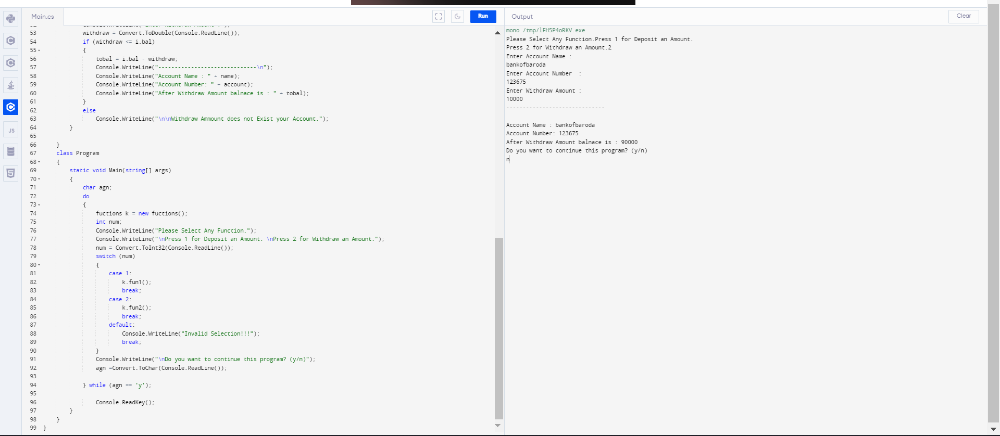 Main.cs
Run
53 withdraw = Convert.ToDouble(Console.ReadLine());
54 if (withdraw <= i.bal)
55 {
56 tobal = i.bal - withdraw;
57 Console.WriteLine("------------------------------\n");
58 Console.WriteLine("Account Name : " + name);
59 Console.WriteLine("Account Number: " + account);
60 Console.WriteLine("After Withdraw Amount balnace is : " + tobal);
61 }
62 else
63 Console.WriteLine("\n\nWithdraw Ammount does not Exist your Account.");
64 }
65
66 }
67 class Program
68 {
69 static void Main(string[] args)
70 {
71 char agn;
72 do
73 {
74 fuctions k = new fuctions();
75 int num;
76 Console.WriteLine("Please Select Any Function.");
77 Console.WriteLine("\nPress 1 for Deposit an Amount. \nPress 2 for Withdraw an Amount.");
78 num = Convert.ToInt32(Console.ReadLine());
79 switch (num)
80 {
81 case 1:
82 k.fun1();
83 break;
84 case 2:
85 k.fun2();
86 break;
87 default:
88 Console.WriteLine("Invalid Selection!!!");
89 break;
90 }
91 Console.WriteLine("\nDo you want to continue this program? (y/n)");
92 agn =Convert.ToChar(Console.ReadLine());
93
94 } while (agn == 'y');
95
96 Console.ReadKey();
97 }
98 }
99 }
JS
Output
Clear
mono /tmp/lFH5P4oRKV.exe
Please Select Any Function.Press 1 for Deposit an Amount.
Press 2 for Withdraw an Amount.2
Enter Account Name :
bankofbaroda
Enter Account Number  :
123675
Enter Withdraw Amount :
10000
------------------------------
Account Name : bankofbaroda
Account Number: 123675
After Withdraw Amount balnace is : 90000
Do you want to continue this program? (y/n)
n